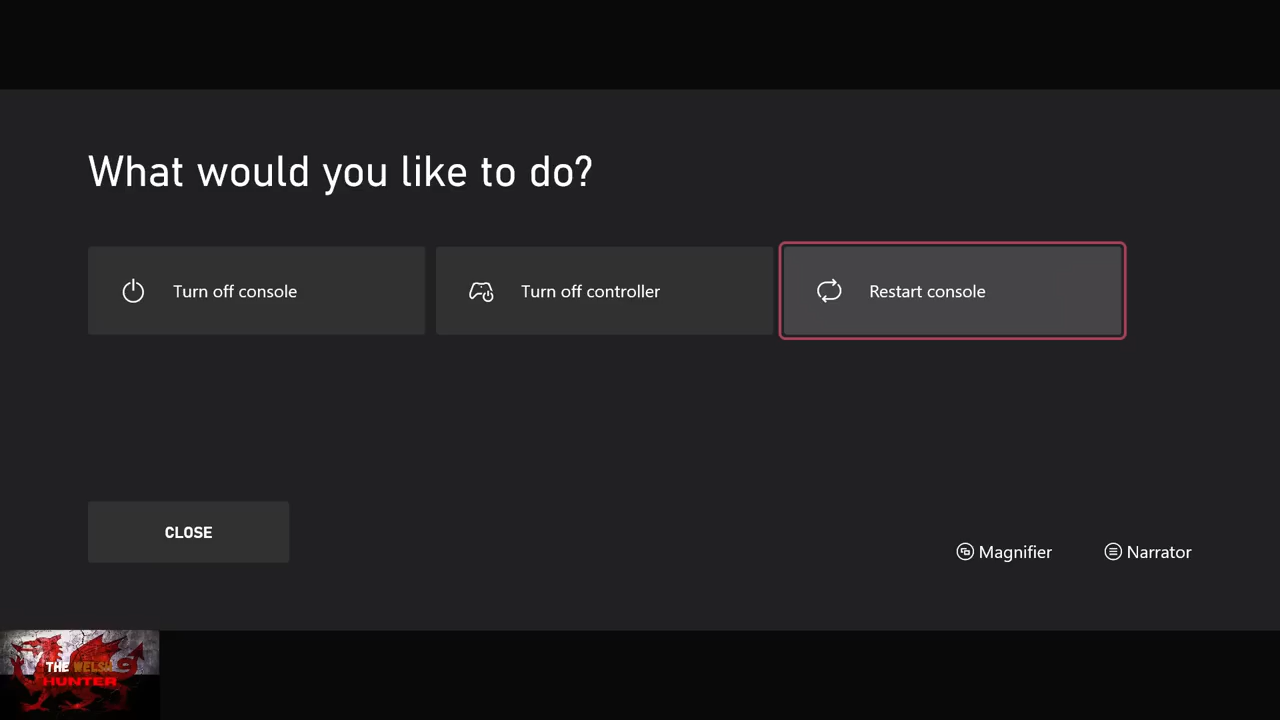 What would you like to do?
Turn off console
Turn off controller
Restart console
CLOSE
Magnifier
Narrator
THE WELSH
HUNTER